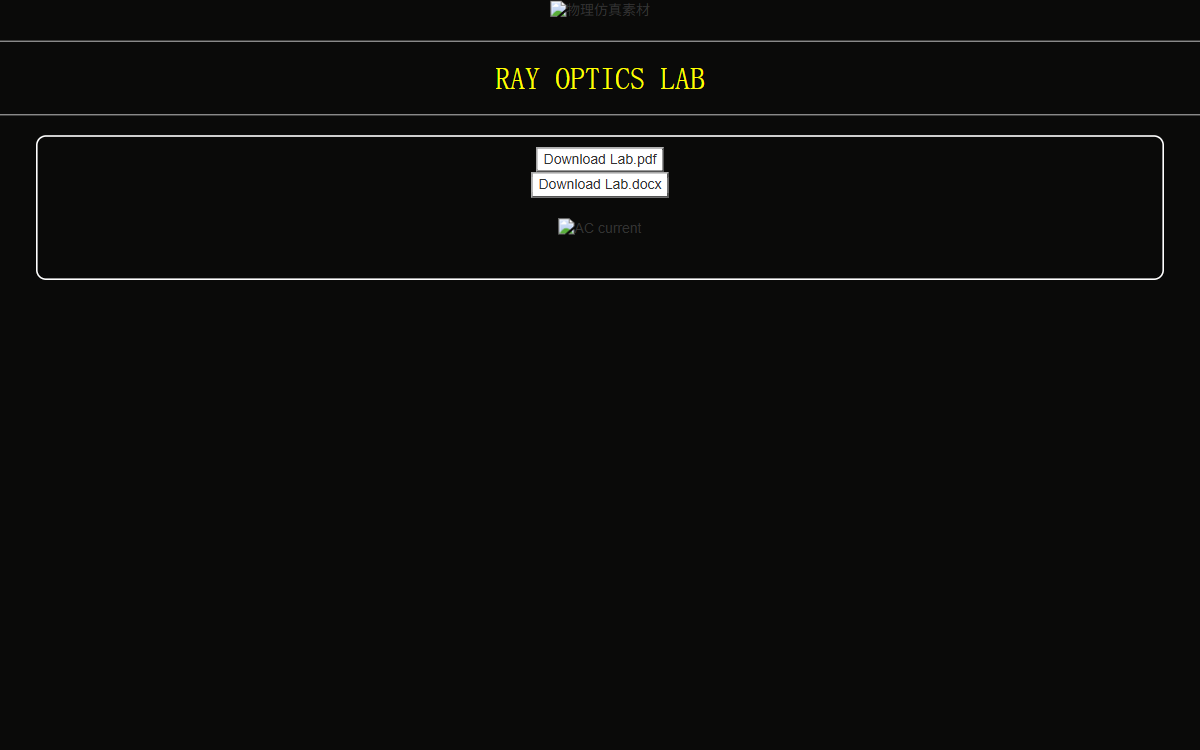 物理仿真素材
RAY OPTICS LAB
Download Lab.pdf
Download Lab.docx
AC current